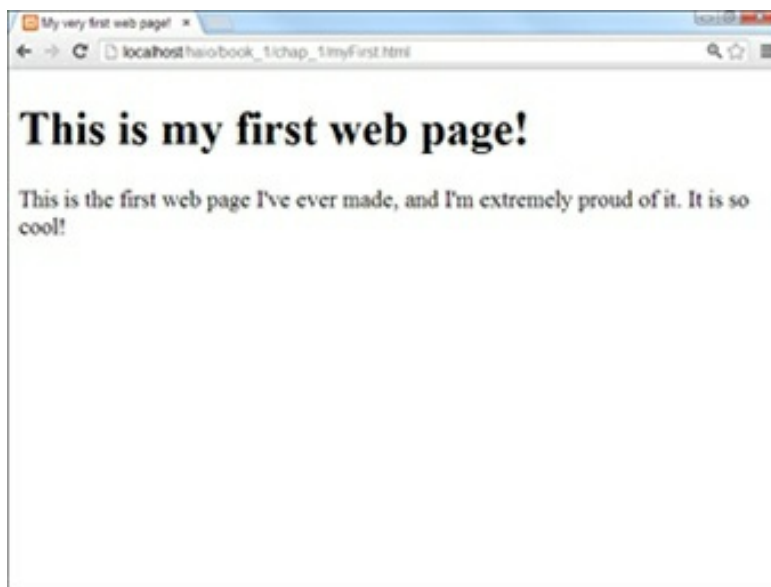 My very first web page!
localhost/haio/book_1/chap_1/myFirst.html
This is my first web page!
This is the first web page I've ever made, and I'm extremely proud of it. It is so
cool!